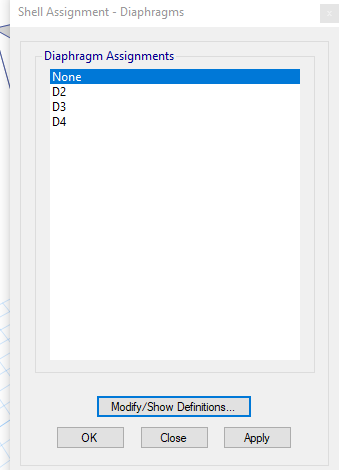 Shell Assignment - Diaphragms
Diaphragm Assignments
None
D2
D3
D4
Modify/Show Definitions...
OK Close Apply